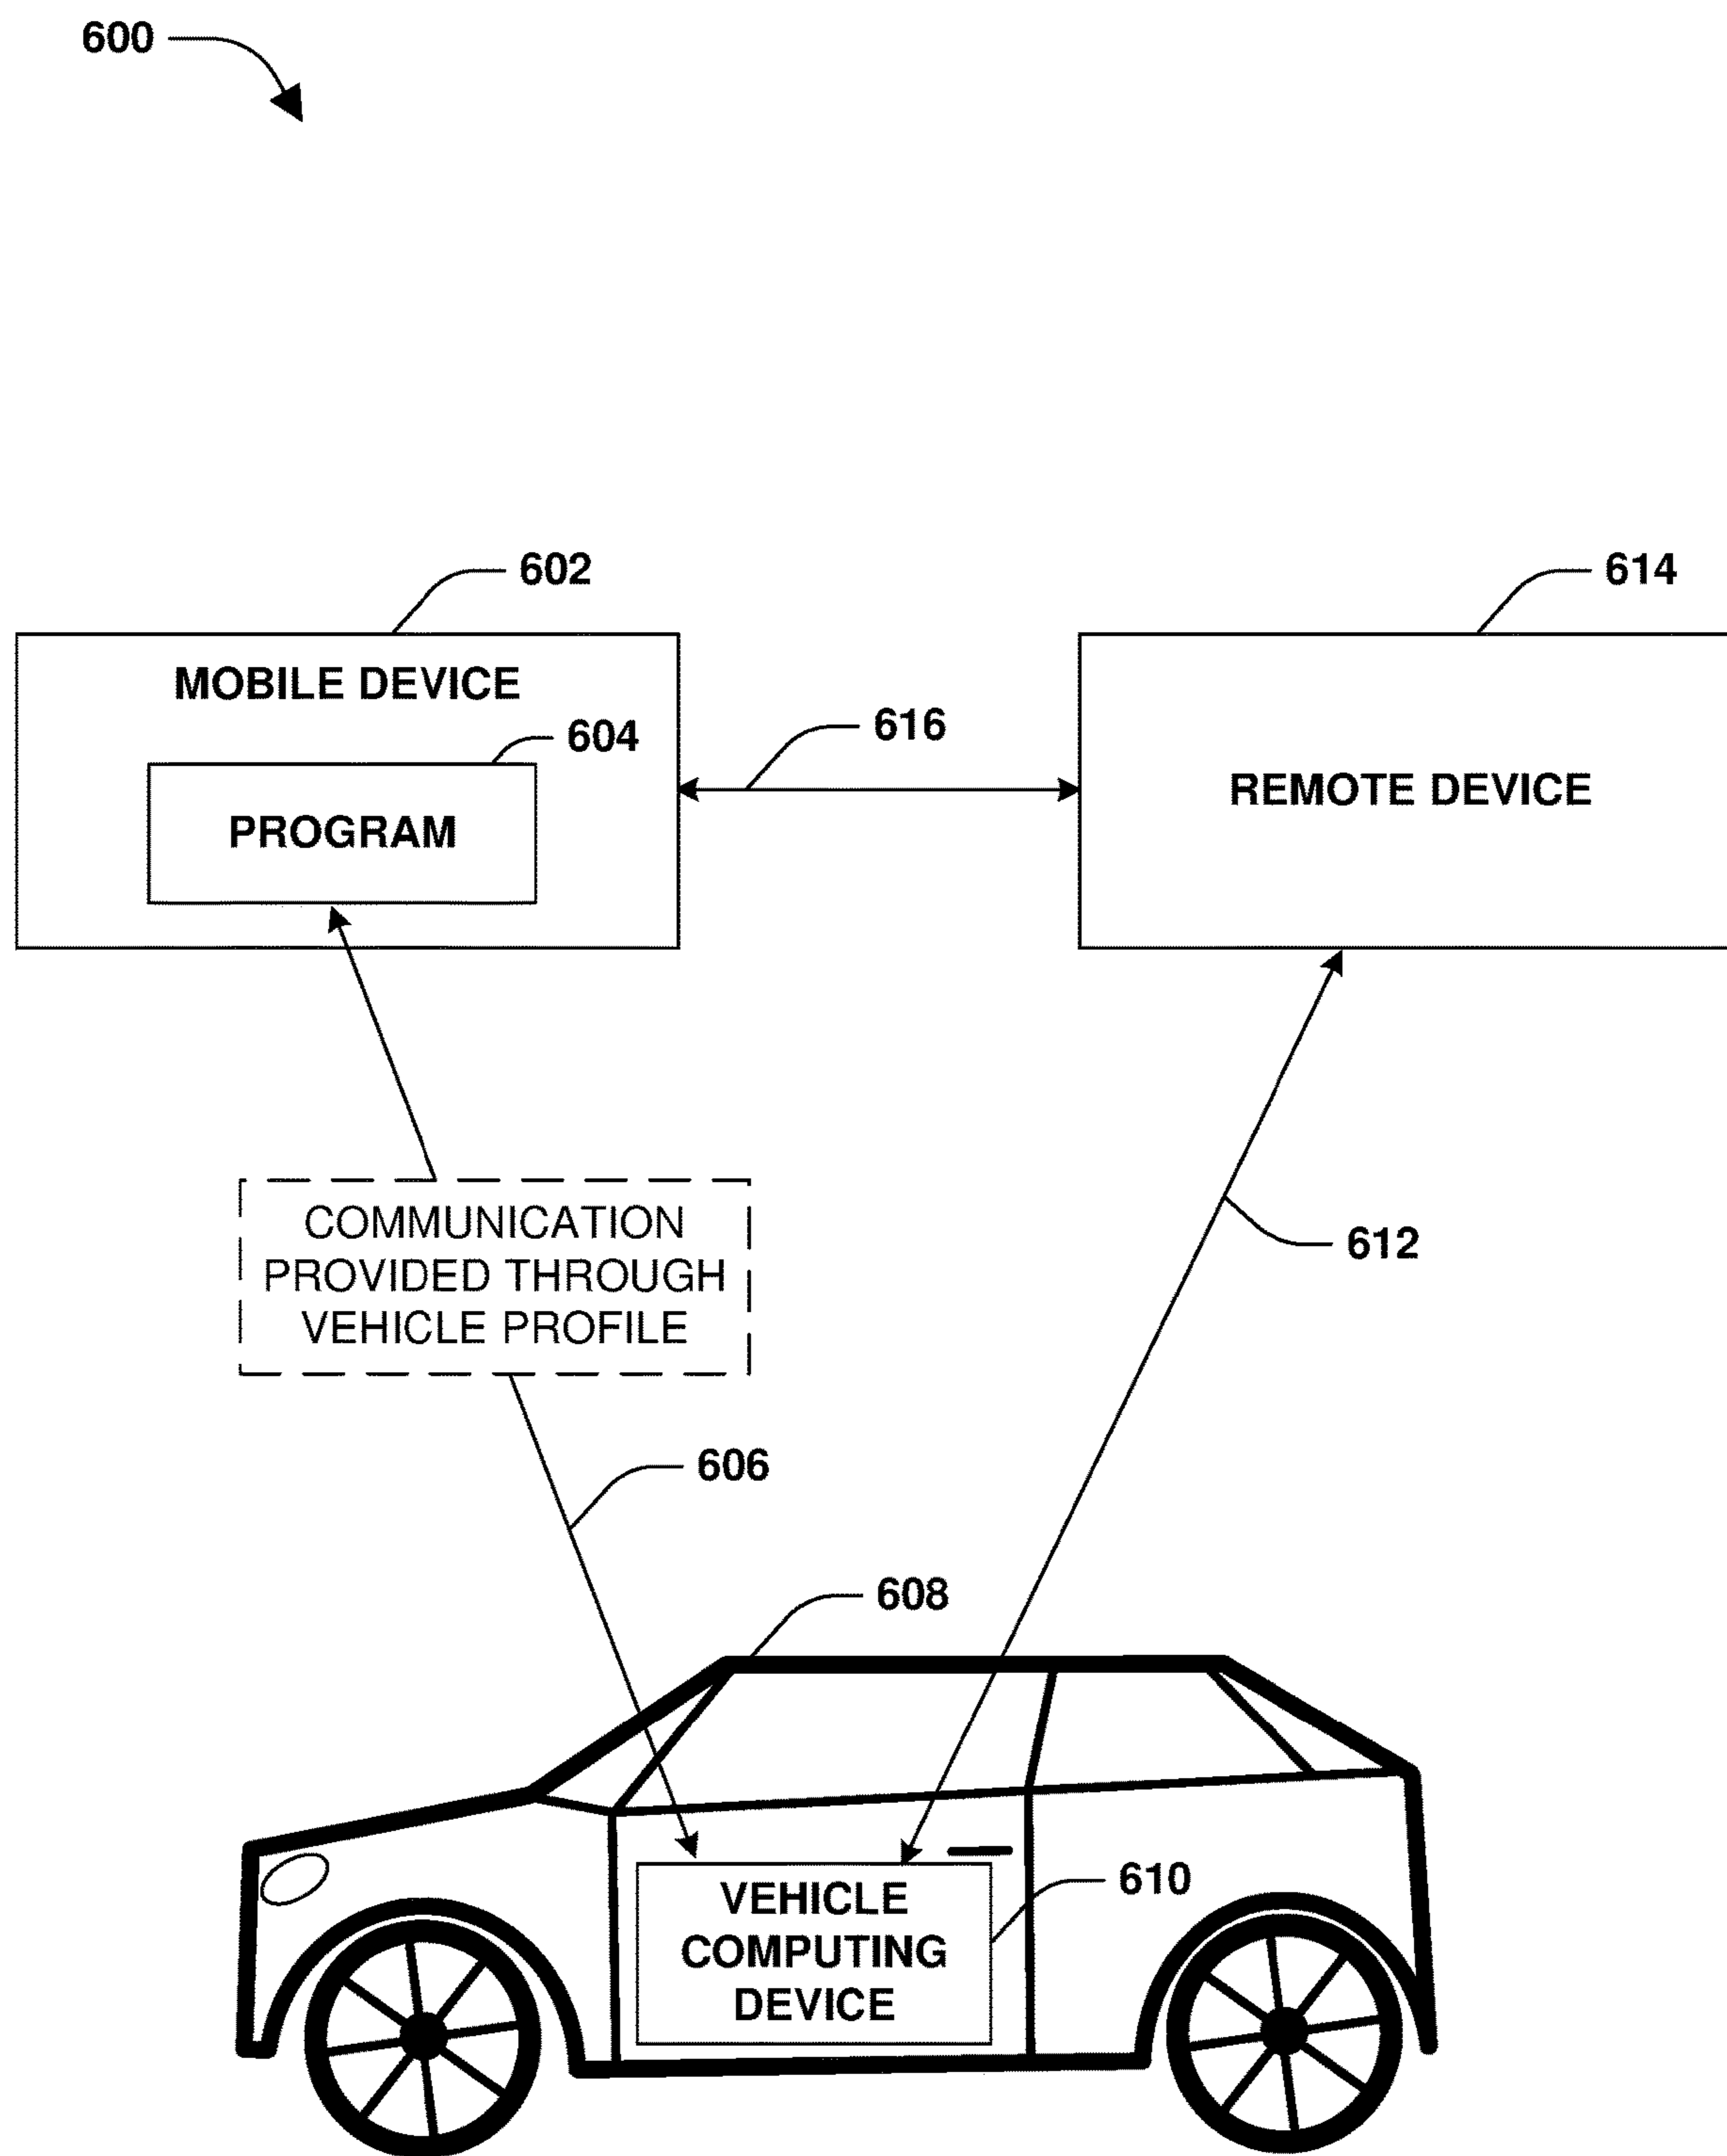 600
602
614
MOBILE DEVICE
616
604
PROGRAM
REMOTE DEVICE
COMMUNICATION
PROVIDED THROUGH
VEHICLE PROFILE
612
606
608
610
VEHICLE
COMPUTING
DEVICE